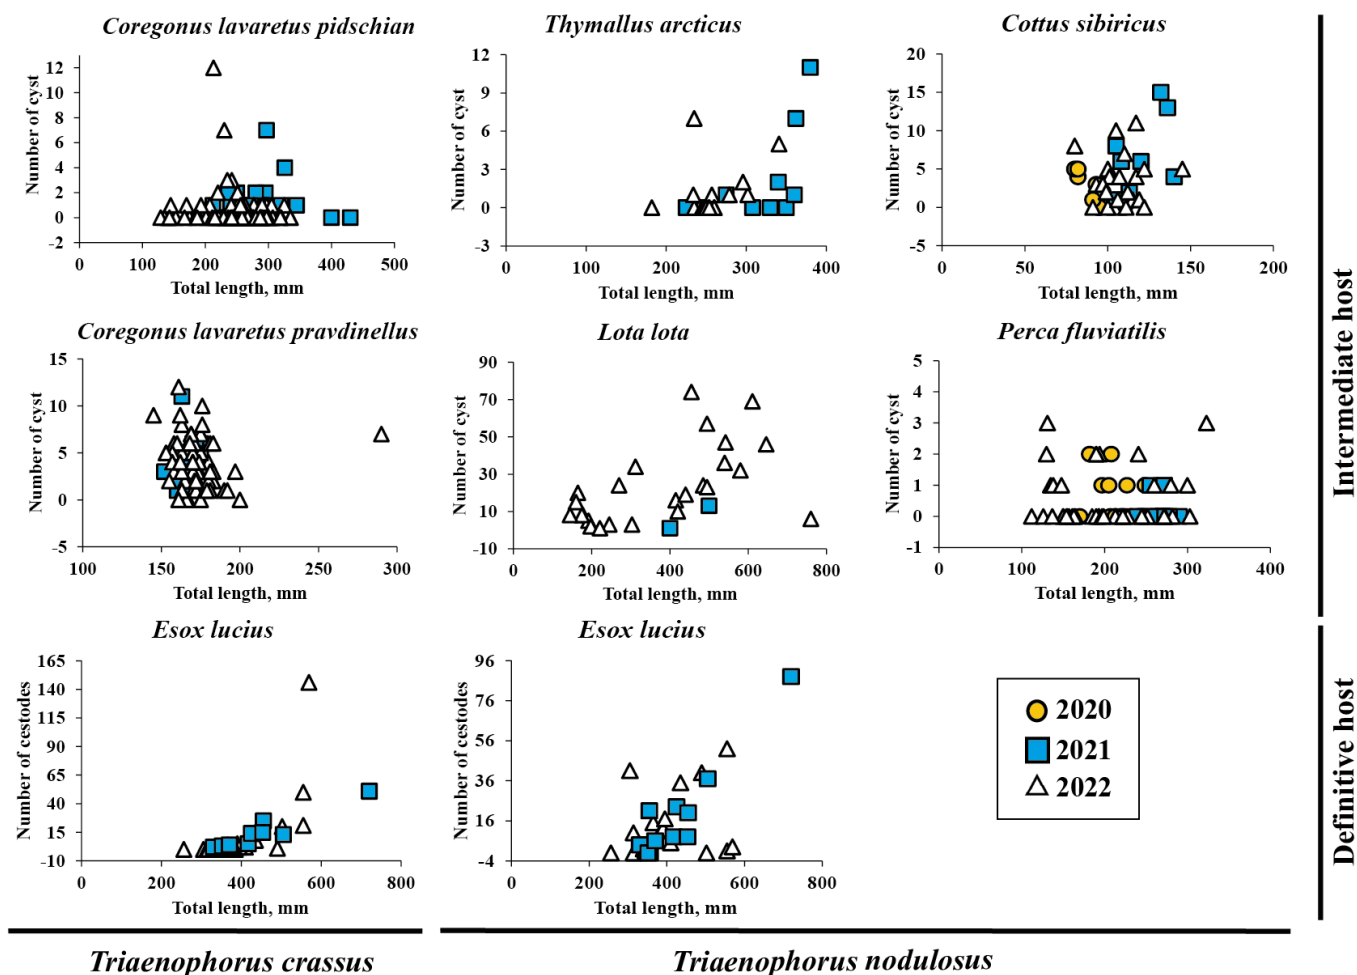 Coregonus lavaretus pidschian
Number of cyst
12
10
8
6
4
2
0
-2
0 100 200 300 400 500
Total length, mm
Thymallus arcticus
Number of cyst
12
9
6
3
0
-3
0 100 200 300 400
Total length, mm
Cottus sibiricus
Number of cyst
20
15
10
5
0
-5
0 50 100 150 200
Total length, mm
Coregonus lavaretus pravdinellus
Number of cyst
15
10
5
0
-5
100 150 200 250 300
Total length, mm
Lota lota
Number of cyst
90
70
50
30
10
-10
0 200 400 600 800
Total length, mm
Perca fluviatilis
Number of cyst
5
4
3
2
1
0
-1
0 100 200 300 400
Total length, mm
Intermediate host
Esox lucius
Number of cestodes
165
140
115
90
65
40
15
-10
0 200 400 600 800
Total length, mm
Esox lucius
Number of cestodes
96
76
56
36
16
-4
0 200 400 600 800
Total length, mm
2020
2021
2022
Definitive host
Triaenophorus crassus
Triaenophorus nodulosus